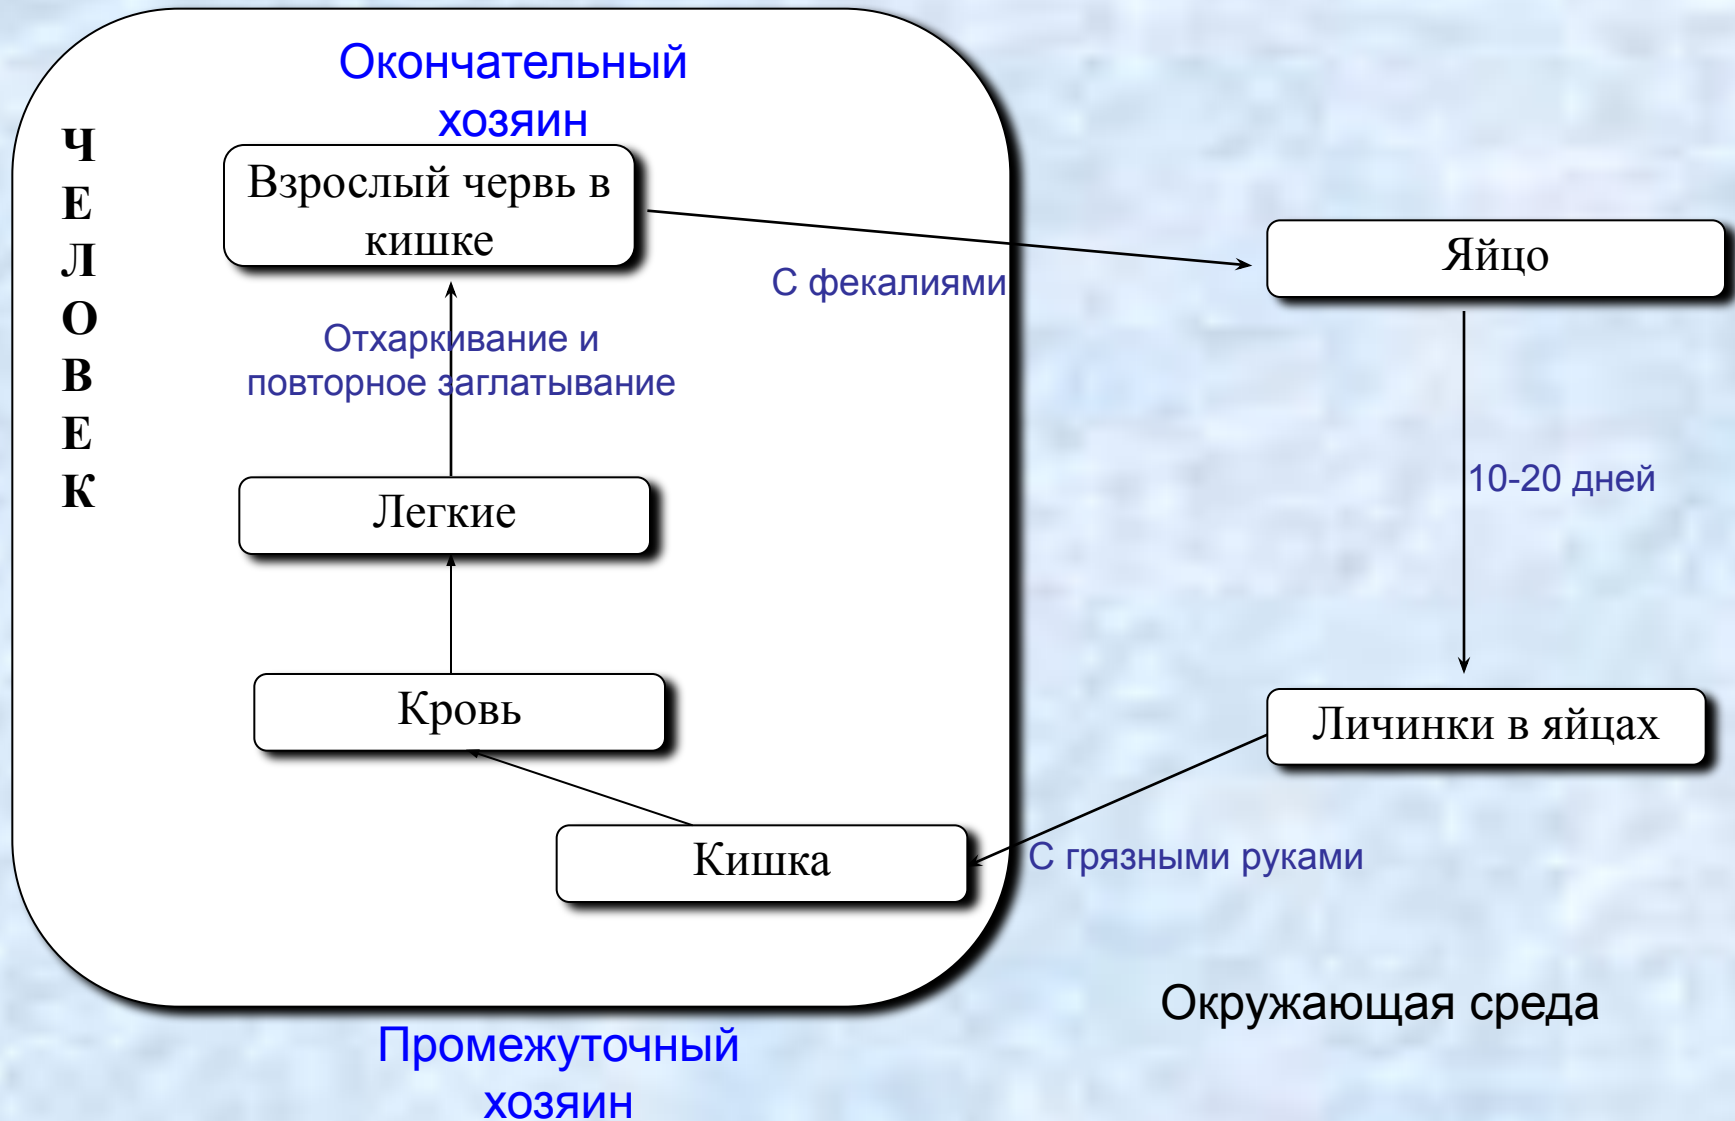 Окончательный
хозяин
Ч
Е
Л
О
В
Е
К
Взрослый червь в
кишке
С фекалиями
Яйцо
Отхаркивание и
повторное заглатывание
10-20 дней
Легкие
Кровь
Личинки в яйцах
Кишка
С грязными руками
Окружающая среда
Промежуточный
хозяин